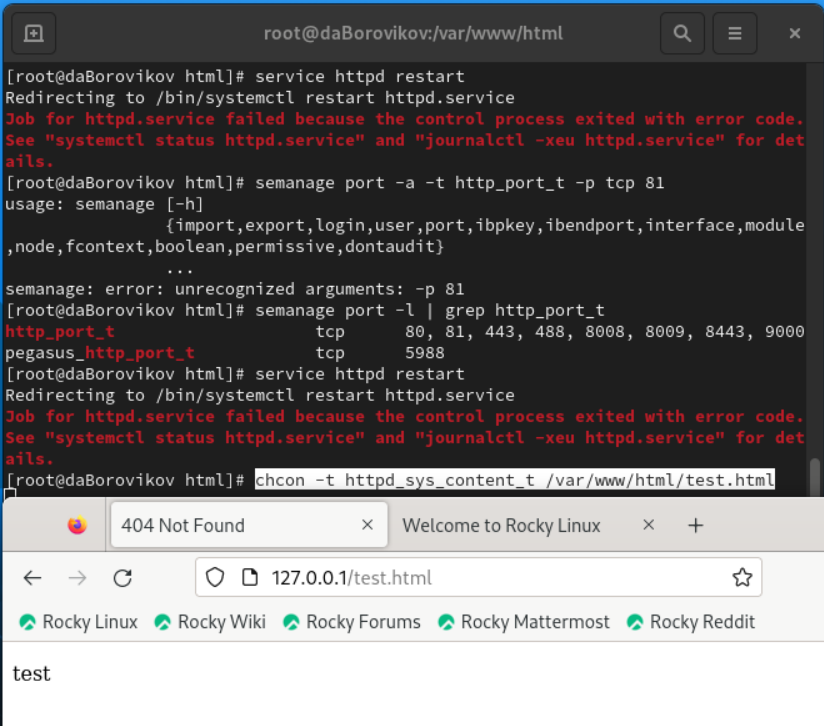 root@daBorovikov:/var/www/html
[root@daBorovikov html]# service httpd restart
Redirecting to /bin/systemctl restart httpd.service
Job for httpd.service failed because the control process exited with error code.
See "systemctl status httpd.service" and "journalctl -xeu httpd.service" for det
ails.
[root@daBorovikov html]# semanage port -a -t http_port_t -p tcp 81
usage: semanage [-h]
{import,export,login,user,port,ibpkey,ibendport,interface,module
,node,fcontext,boolean,permissive,dontaudit}
...
semanage: error: unrecognized arguments: -p 81
[root@daBorovikov html]# semanage port -l | grep http_port_t
http_port_t tcp 80, 81, 443, 488, 8008, 8009, 8443, 9000
pegasus_http_port_t tcp 5988
[root@daBorovikov html]# service httpd restart
Redirecting to /bin/systemctl restart httpd.service
Job for httpd.service failed because the control process exited with error code.
See "systemctl status httpd.service" and "journalctl -xeu httpd.service" for det
ails.
[root@daBorovikov html]# chcon -t httpd_sys_content_t /var/www/html/test.html
404 Not Found Welcome to Rocky Linux
127.0.0.1/test.html
Rocky Linux Rocky Wiki Rocky Forums Rocky Mattermost Rocky Reddit
test